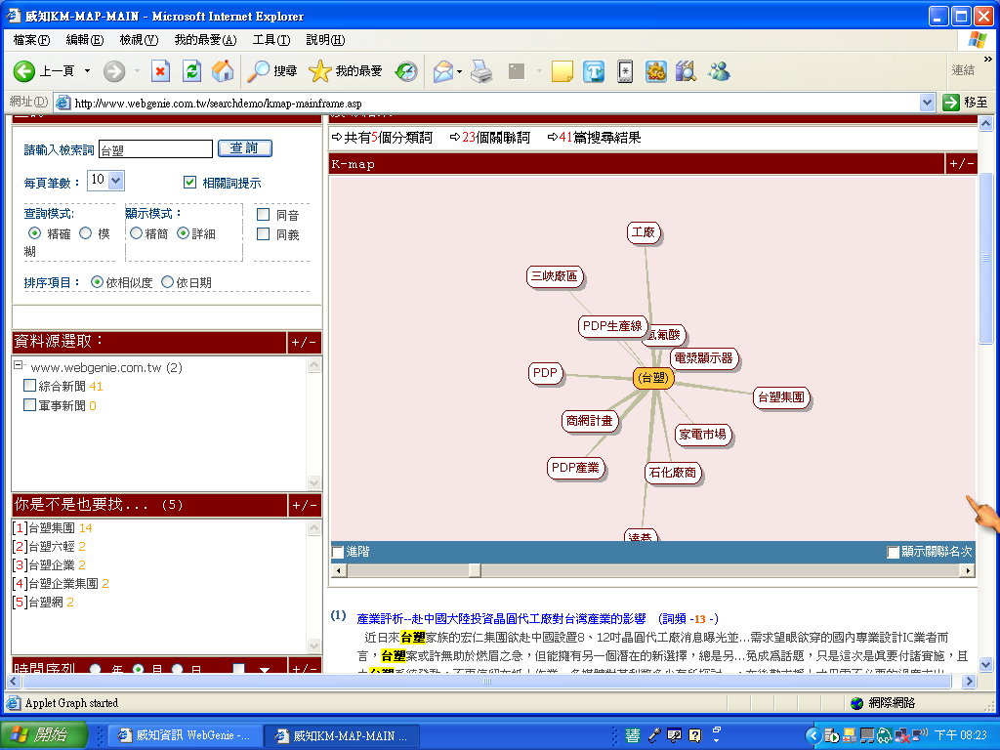 威知KM-MAP-MAIN - Microsoft Internet Explorer
檔案(F) 編輯(E) 檢視(V) 我的最愛(A) 工具(T) 說明(H)
上一頁 搜尋 我的最愛 連結
網址(D) http://www.webgenie.com.tw/searchdemo/kmap-mainframe.asp 移至
請輸入檢索詞 台塑 查 詢
每頁筆數： 10 相關詞提示
查詢模式: 顯示模式： 同音
精確 模糊 精簡 詳細 同義
排序項目： 依相似度 依日期
資料源選取： +/-
www.webgenie.com.tw (2)
綜合新聞 41
軍事新聞 0
你是不是也要找... (5) +/-
[1]台塑集團 14
[2]台塑六輕 2
[3]台塑企業 2
[4]台塑企業集團 2
[5]台塑網 2
時間序列 年 月 日 +/-
共有5個分類詞 23個關聯詞 41篇搜尋結果
K-map +/-
工廠
三峽廠區
PDP生產線
氫氟酸
電漿顯示器
PDP
(台塑)
台塑集團
商網計畫
家電市場
PDP產業
石化廠商
達碁
進階 顯示關聯名次
(1) 產業評析--赴中國大陸投資晶圓代工廠對台灣產業的影響 (詞頻 -13 -)
近日來台塑家族的宏仁集團欲赴中國設置8、12吋晶圓代工廠消息曝光並...需求望眼欲穿的國內專業設計IC業者而
言，台塑案或許無助於燃眉之急，但能擁有另一個潛在的新選擇，總是另...免成為話題，只是這次是真要付諸實施，且
Applet Graph started 網際網路
開始 威知資訊 WebGenie -... 威知KM-MAP-MAIN ... 下午 08:23